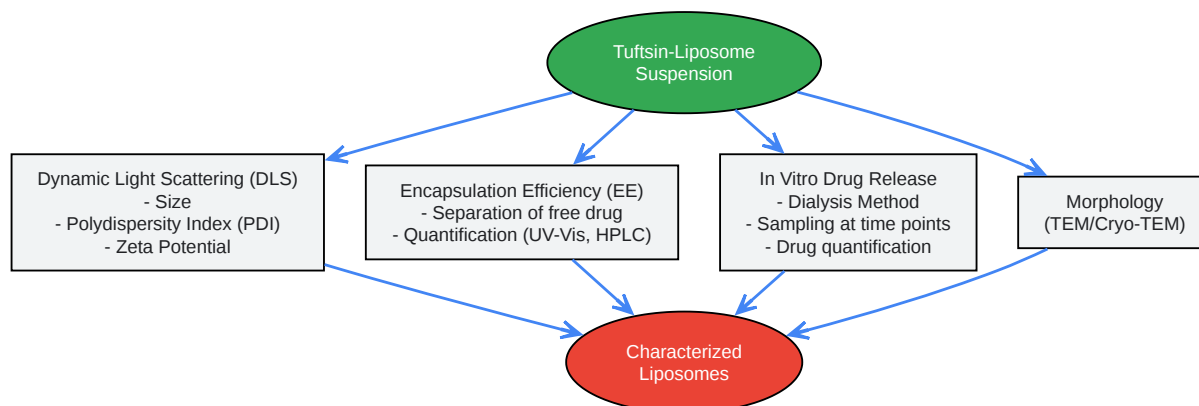 Tuftsin-Liposome
Suspension
Dynamic Light Scattering (DLS)
- Size
- Polydispersity Index (PDI)
- Zeta Potential
Encapsulation Efficiency (EE)
- Separation of free drug
- Quantification (UV-Vis, HPLC)
In Vitro Drug Release
- Dialysis Method
- Sampling at time points
- Drug quantification
Morphology
(TEM/Cryo-TEM)
Characterized
Liposomes